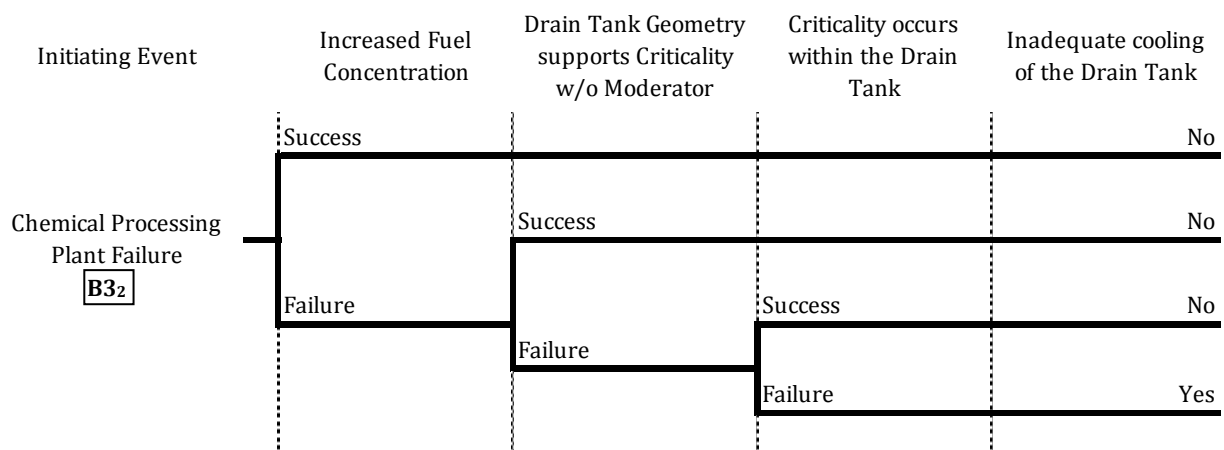 Initiating Event
Increased Fuel
Concentration
Drain Tank Geometry
supports Criticality
w/o Moderator
Criticality occurs
within the Drain
Tank
Inadequate cooling
of the Drain Tank
Success
No
Chemical Processing
Plant Failure
B3₂
Success
No
Failure
Success
No
Failure
Failure
Yes